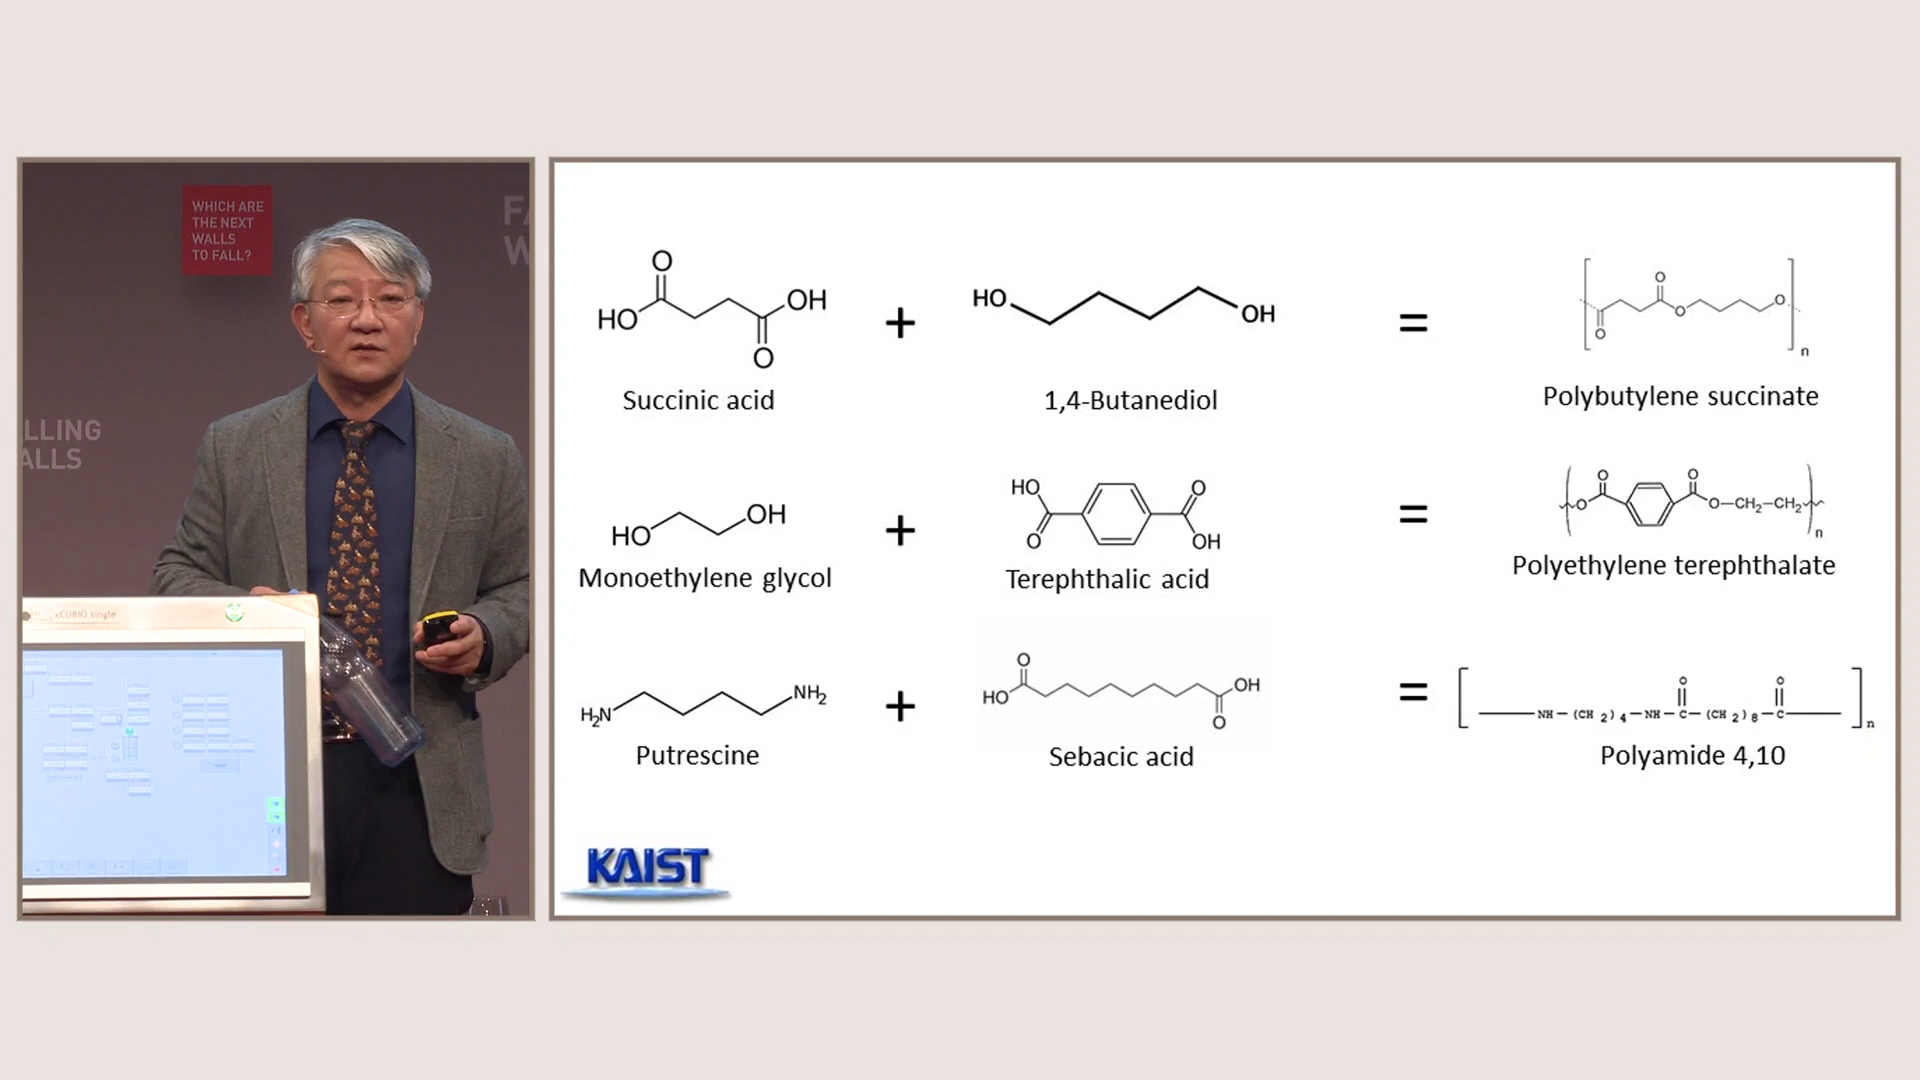 WHICH ARE
THE NEXT
WALLS
TO FALL?
FA
W
LLING
ALLS
xCUBIO single
O
HO
OH
O
Succinic acid
+
HO
OH
1,4-Butanediol
=
O
O
O
O
n
Polybutylene succinate
HO
OH
Monoethylene glycol
+
HO
O
O
OH
Terephthalic acid
=
O
O
O
O—CH₂—CH₂
n
Polyethylene terephthalate
H₂N
NH₂
Putrescine
+
O
HO
OH
O
Sebacic acid
=
O
O
NH—(CH₂)₄—NH—C—(CH₂)₈—C
n
Polyamide 4,10
KAIST